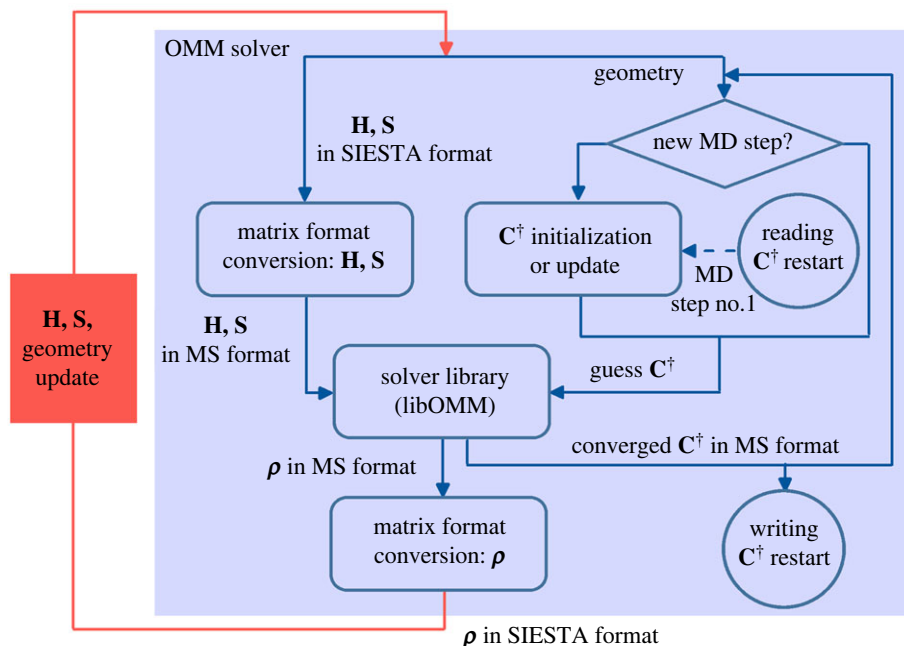 OMM solver
geometry
H, S
in SIESTA format
new MD step?
matrix format
conversion: H, S
C† initialization
or update
reading
C† restart
MD
step no.1
H, S,
geometry
update
H, S
in MS format
guess C†
solver library
(libOMM)
converged C† in MS format
ρ in MS format
matrix format
conversion: ρ
writing
C† restart
ρ in SIESTA format